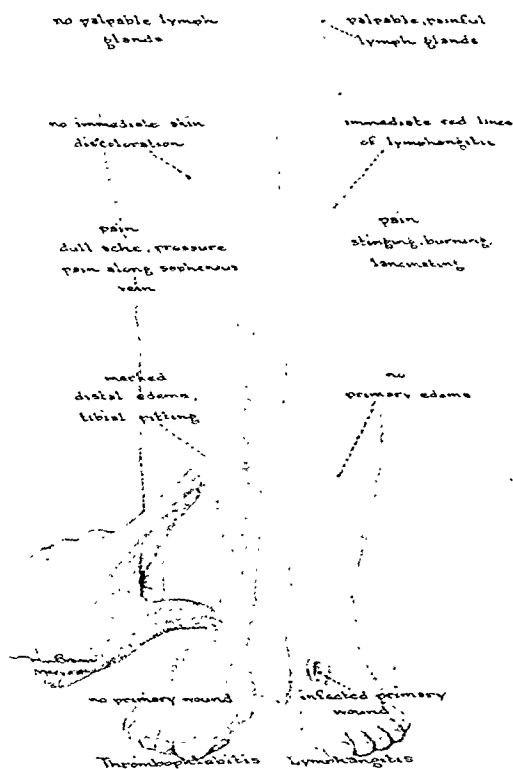 no palpable lymph
glands
palpable, painful
lymph glands
no immediate skin
discoloration
immediate red lines
of lymphangitis
pain
dull ache, pressure
pain along saphenous
vein
pain
stinging, burning,
lancinating
marked
distal edema,
tibial pitting
no
primary edema
no primary wound
infected primary
wound
Thrombophlebitis
Lymphangitis